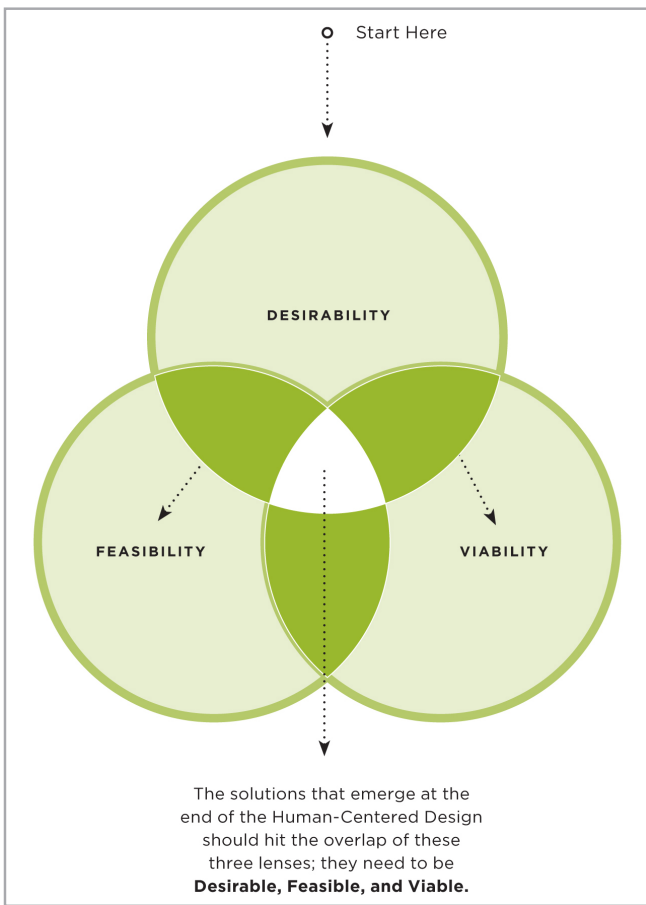 Start Here
DESIRABILITY
FEASIBILITY
VIABILITY
The solutions that emerge at the
end of the Human-Centered Design
should hit the overlap of these
three lenses; they need to be
Desirable, Feasible, and Viable.